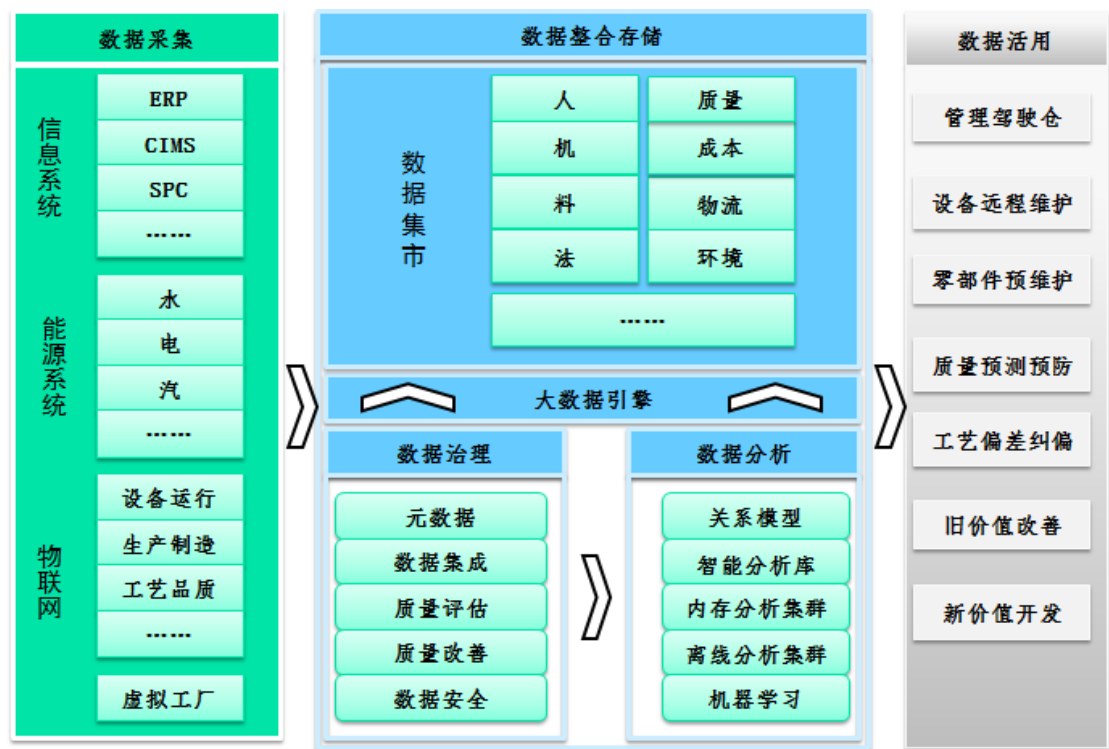 数据采集
信息系统
ERP
CIMS
SPC
……
能源系统
水
电
汽
……
物联网
设备运行
生产制造
工艺品质
……
虚拟工厂
数据整合存储
数据集市
人
质量
机
成本
料
物流
法
环境
……
大数据引擎
数据治理
元数据
数据集成
质量评估
质量改善
数据安全
数据分析
关系模型
智能分析库
内存分析集群
离线分析集群
机器学习
数据活用
管理驾驶仓
设备远程维护
零部件预维护
质量预测预防
工艺偏差纠偏
旧价值改善
新价值开发